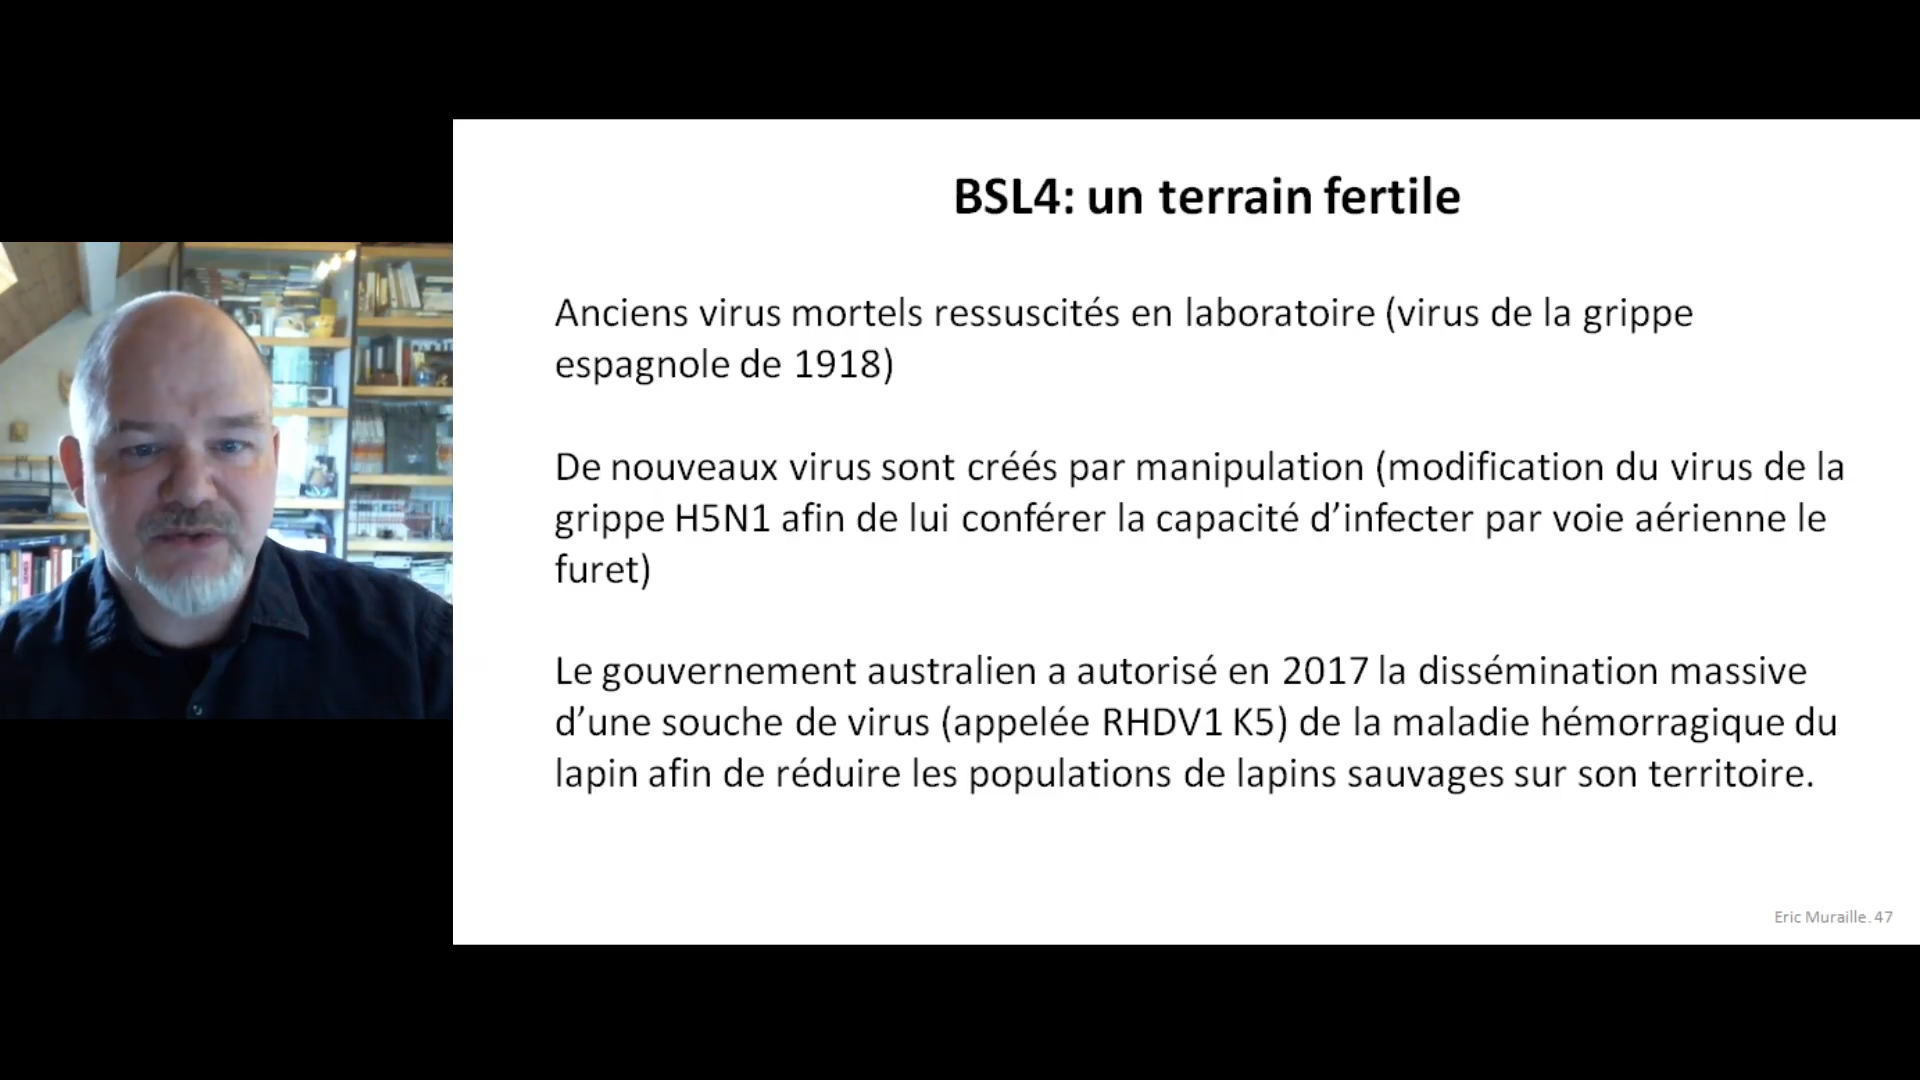 BSL4: un terrain fertile
Anciens virus mortels ressuscités en laboratoire (virus de la grippe
espagnole de 1918)
De nouveaux virus sont créés par manipulation (modification du virus de la
grippe H5N1 afin de lui conférer la capacité d’infecter par voie aérienne le
furet)
Le gouvernement australien a autorisé en 2017 la dissémination massive
d’une souche de virus (appelée RHDV1 K5) de la maladie hémorragique du
lapin afin de réduire les populations de lapins sauvages sur son territoire.
Eric Muraille. 47